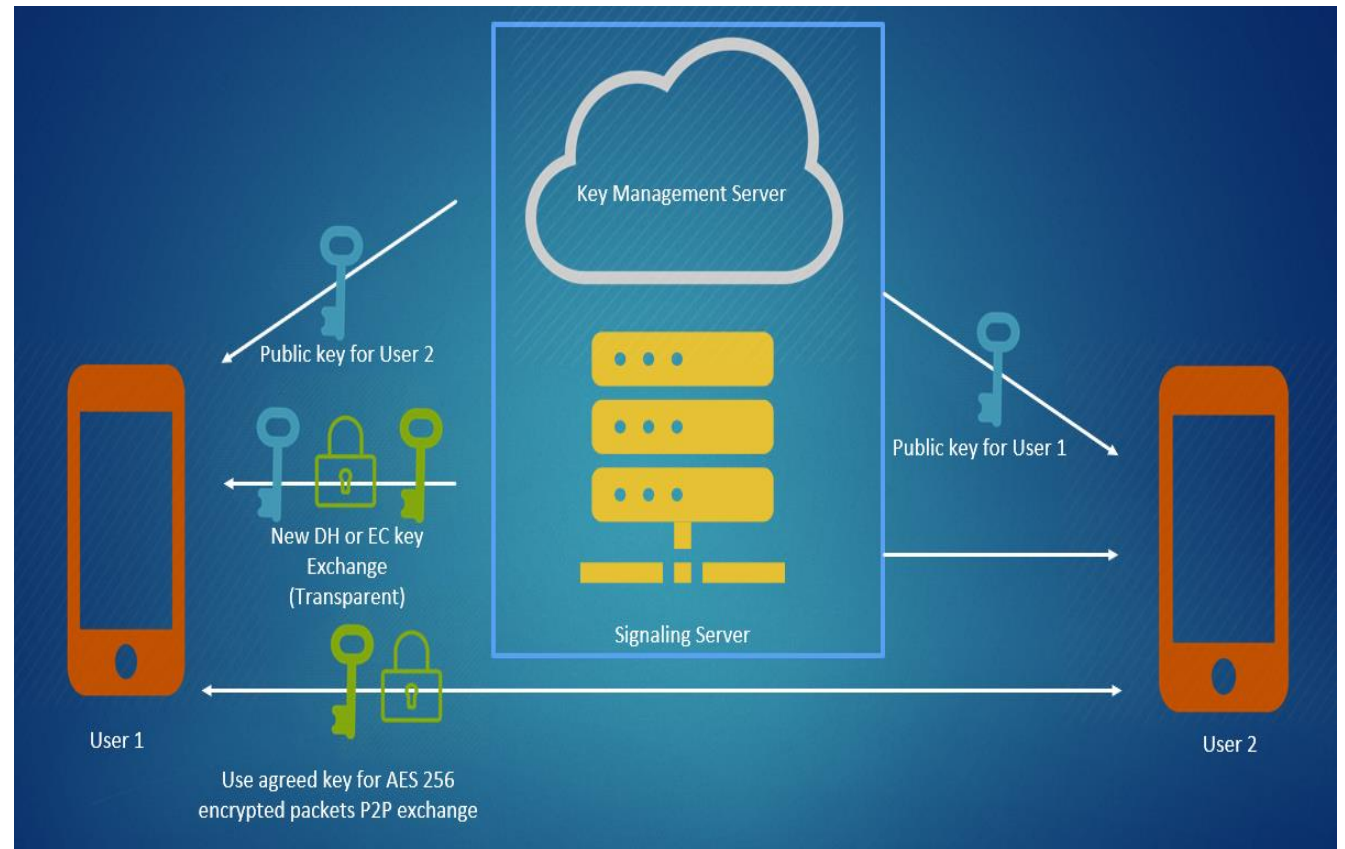 Key Management Server
Public key for User 2
Public key for User 1
New DH or EC key
Exchange
(Transparent)
Signaling Server
User 1
User 2
Use agreed key for AES 256
encrypted packets P2P exchange